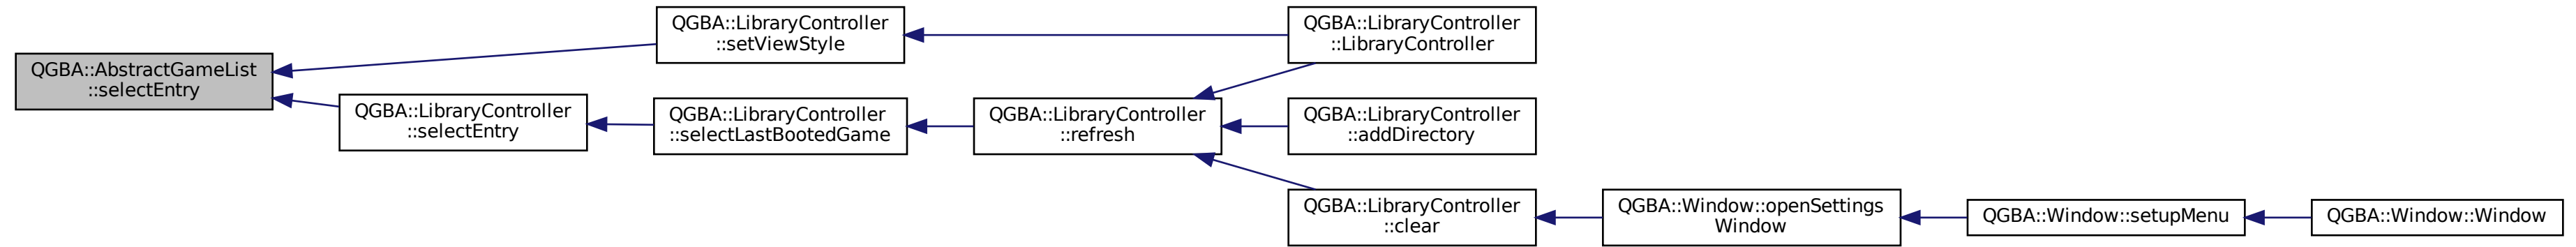 QGBA::AbstractGameList
::selectEntry
QGBA::LibraryController
::setViewStyle
QGBA::LibraryController
::LibraryController
QGBA::LibraryController
::selectEntry
QGBA::LibraryController
::selectLastBootedGame
QGBA::LibraryController
::refresh
QGBA::LibraryController
::addDirectory
QGBA::LibraryController
::clear
QGBA::Window::openSettings
Window
QGBA::Window::setupMenu
QGBA::Window::Window